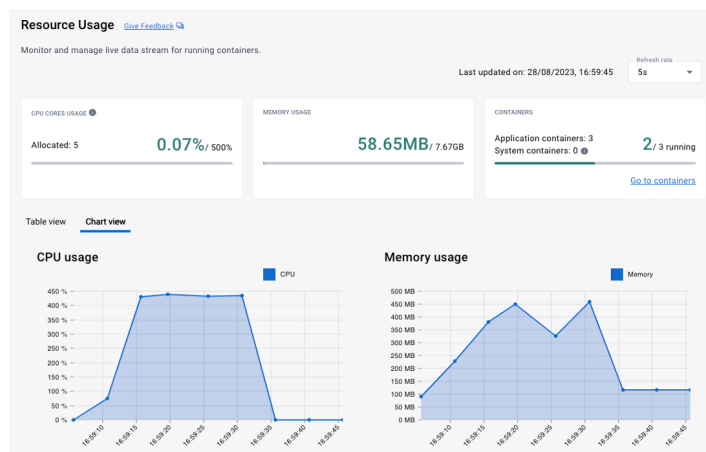 Resource Usage Give Feedback
Monitor and manage live data stream for running containers.
Last updated on: 28/08/2023, 16:59:45
Refresh rate
5s
CPU CORES USAGE
Allocated: 5
0.07%/ 500%
MEMORY USAGE
58.65MB/ 7.67GB
CONTAINERS
Application containers: 3
System containers: 0
2/ 3 running
Go to containers
Table view Chart view
CPU usage
CPU
450 %
400 %
350 %
300 %
250 %
200 %
150 %
100 %
50 %
0 %
16:59:10 16:59:15 16:59:20 16:59:25 16:59:30 16:59:35 16:59:40 16:59:45
Memory usage
Memory
500 MB
450 MB
400 MB
350 MB
300 MB
250 MB
200 MB
150 MB
100 MB
50 MB
0 MB
16:59:10 16:59:15 16:59:20 16:59:25 16:59:30 16:59:35 16:59:40 16:59:45